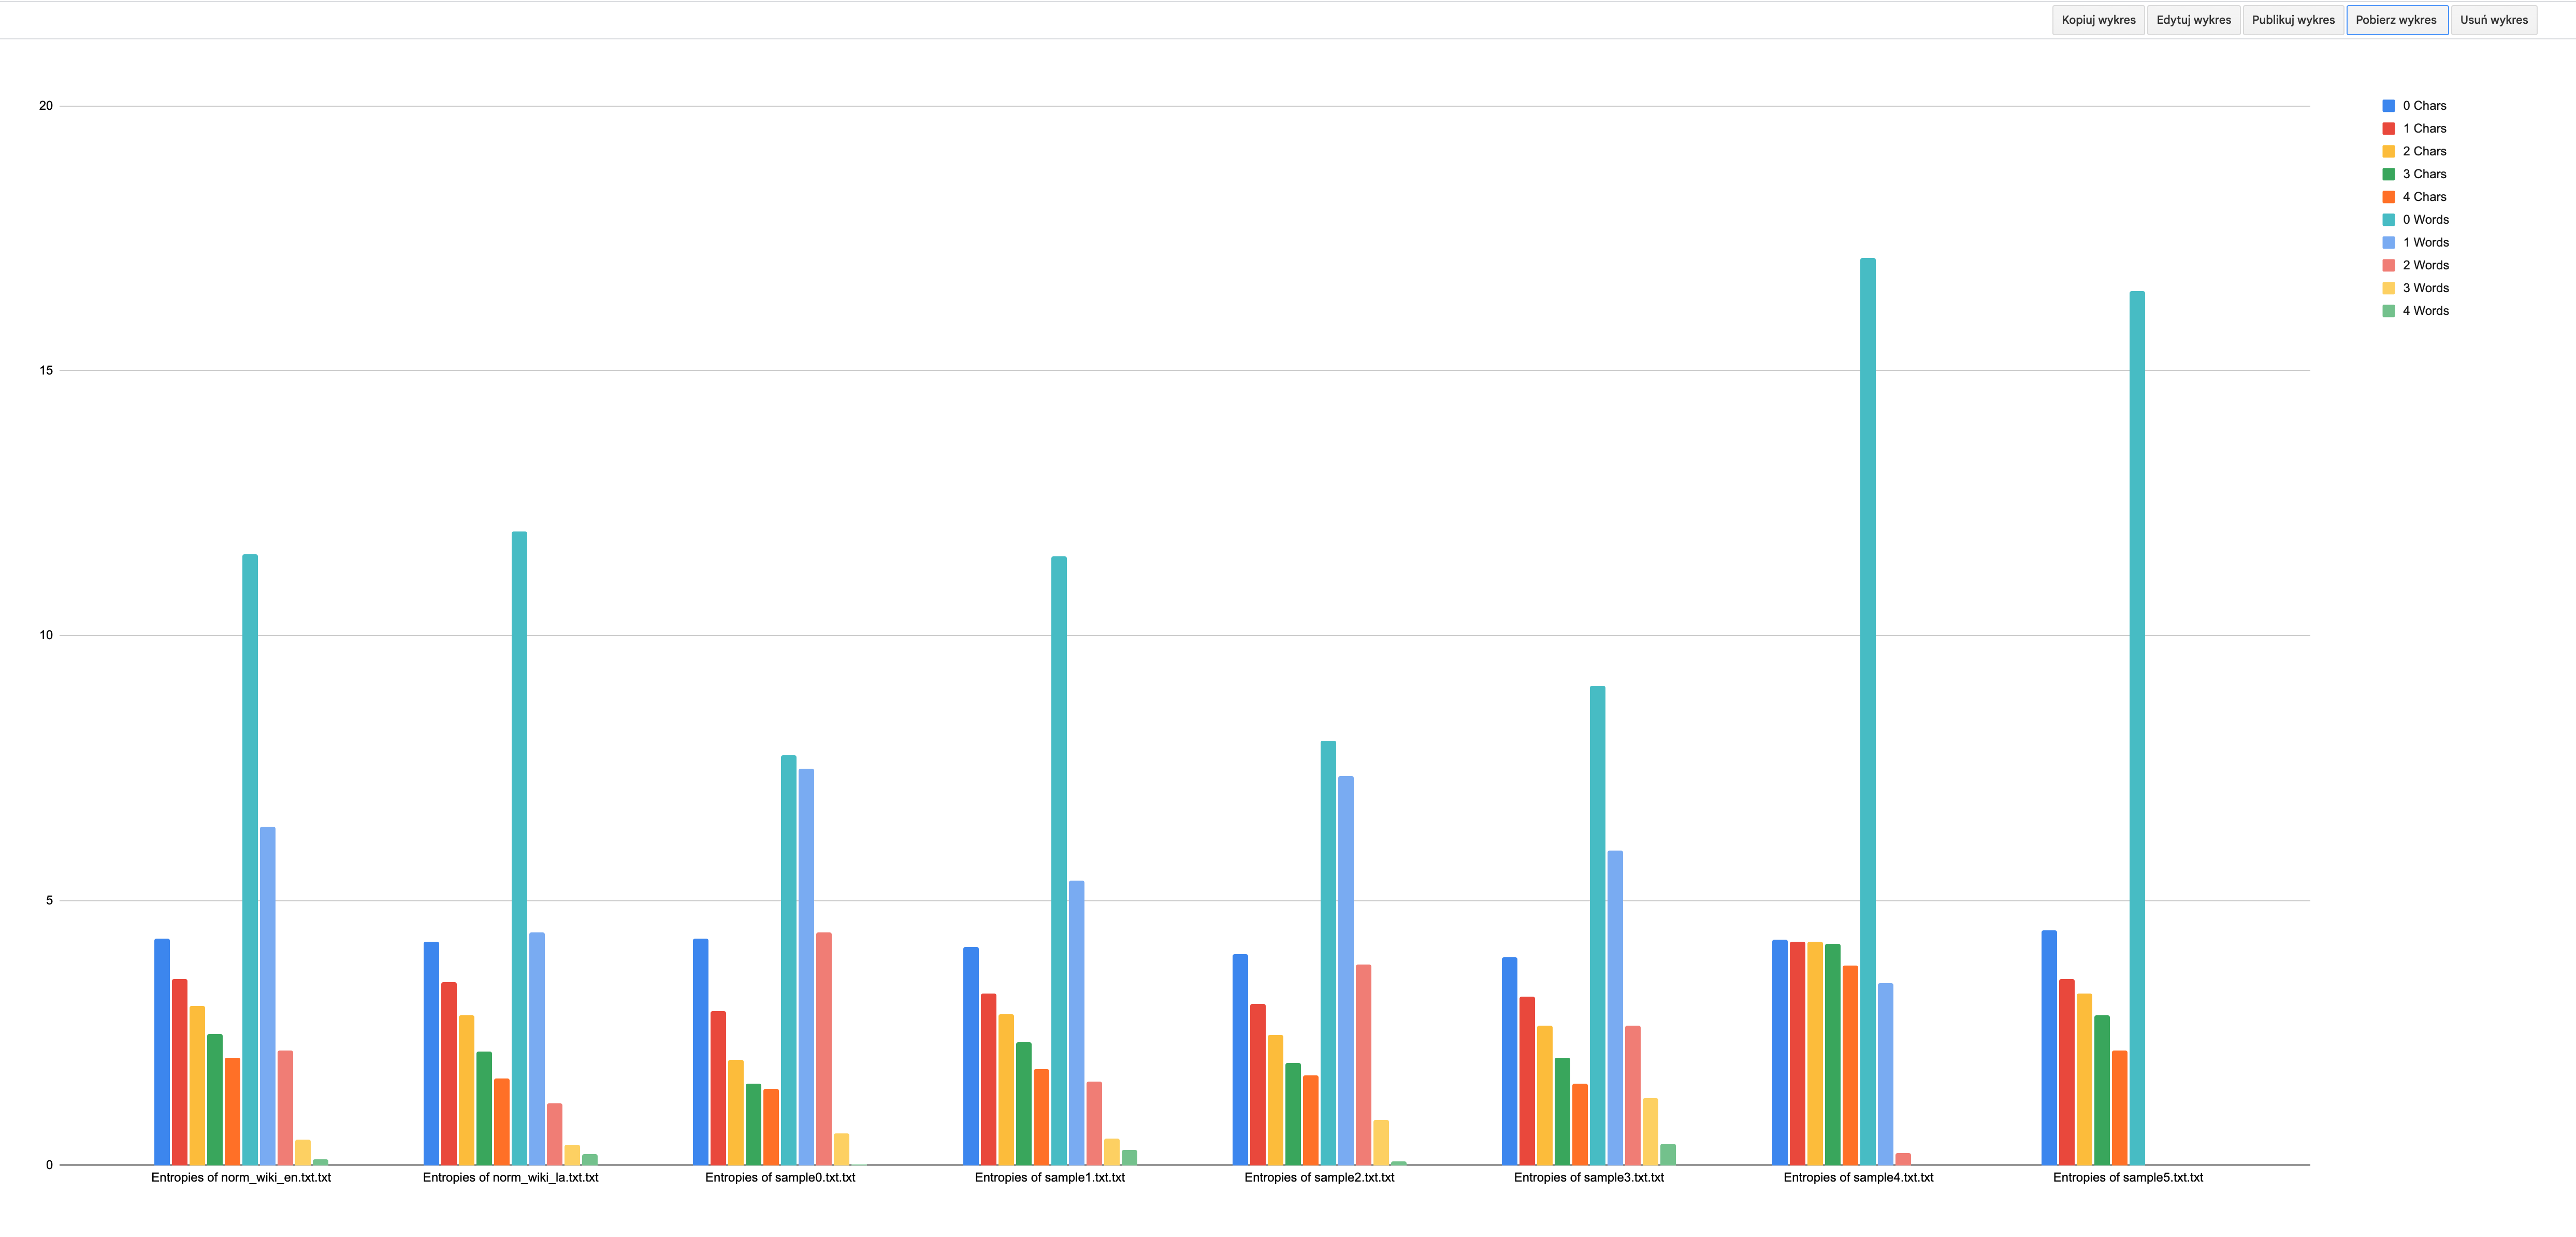 Kopiuj wykres Edytuj wykres Publikuj wykres Pobierz wykres Usuń wykres
20
15
10
5
0
0 Chars
1 Chars
2 Chars
3 Chars
4 Chars
0 Words
1 Words
2 Words
3 Words
4 Words
Entropies of norm_wiki_en.txt.txt Entropies of norm_wiki_la.txt.txt Entropies of sample0.txt.txt Entropies of sample1.txt.txt Entropies of sample2.txt.txt Entropies of sample3.txt.txt Entropies of sample4.txt.txt Entropies of sample5.txt.txt